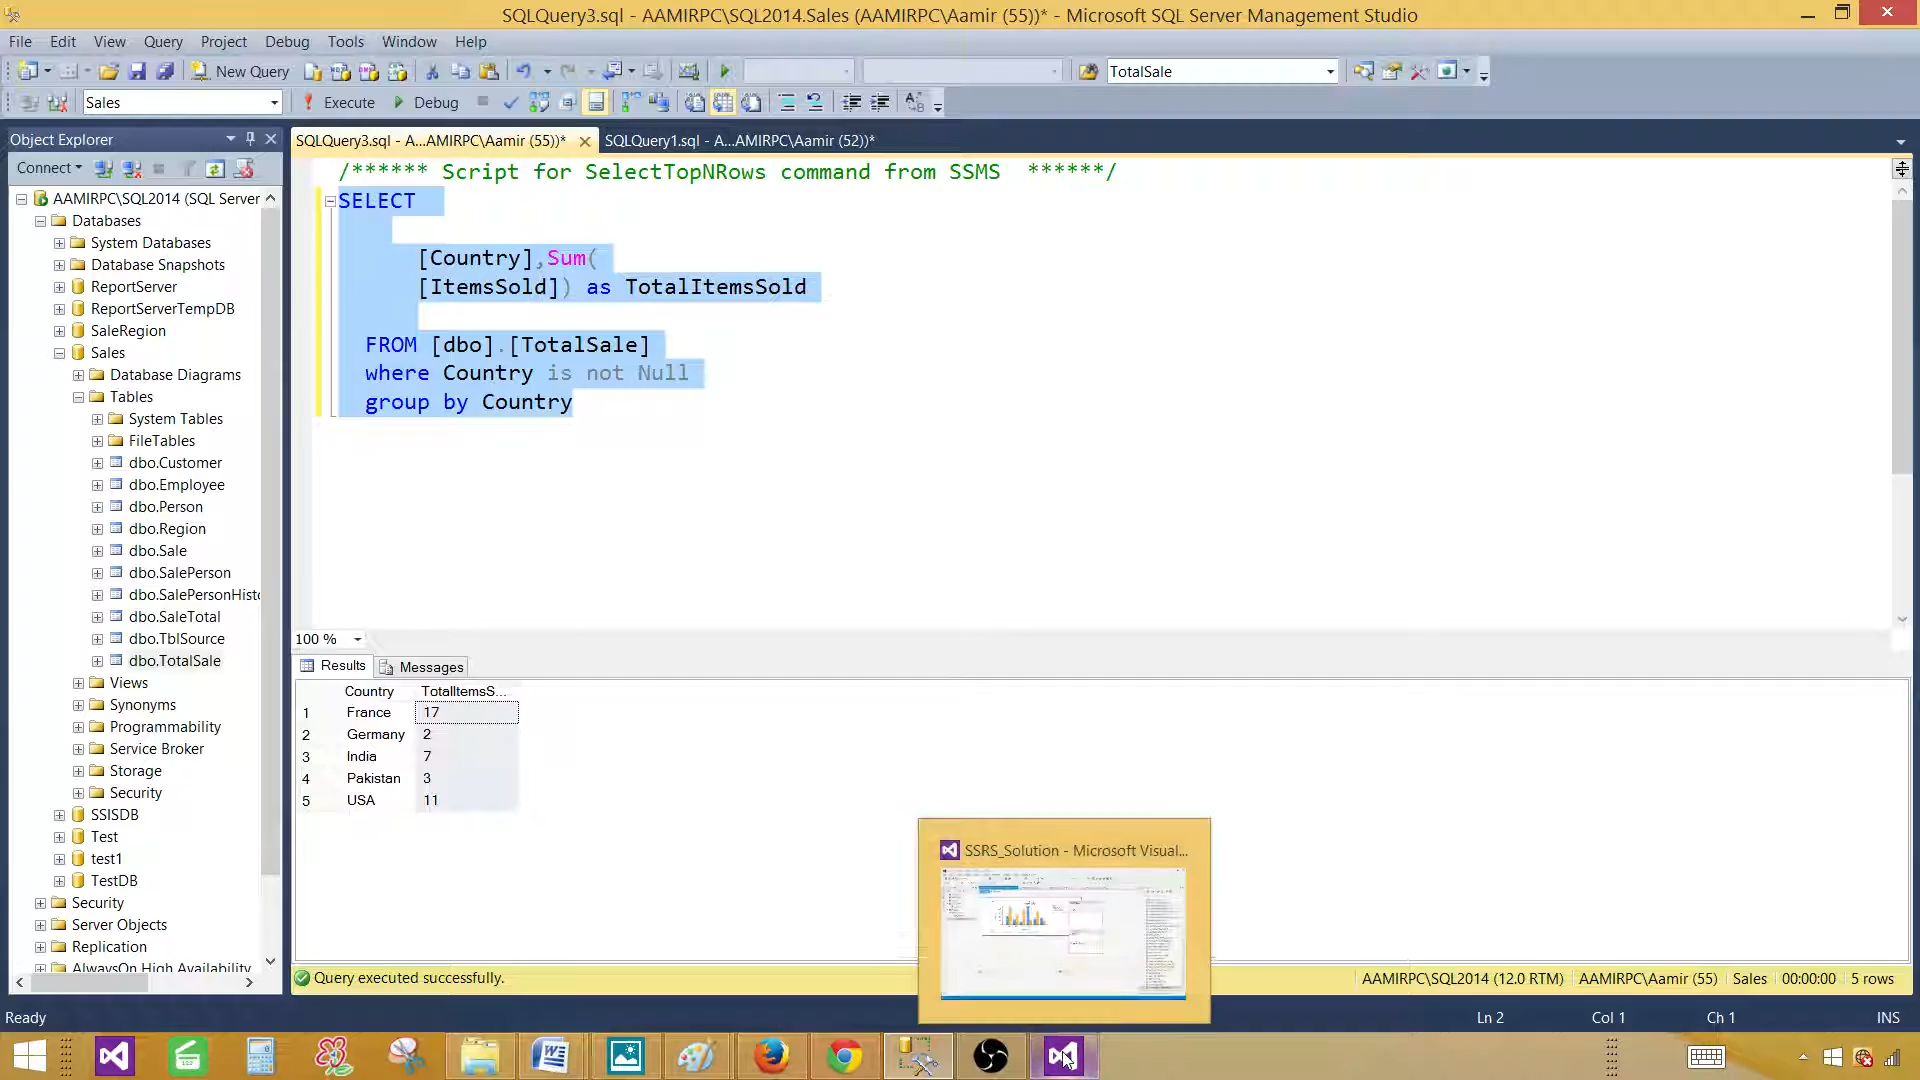 SQLQuery3.sql - AAMIRPC\SQL2014.Sales (AAMIRPC\Aamir (55))* - Microsoft SQL Server Management Studio
File Edit View Query Project Debug Tools Window Help
New Query TotalSale
Sales Execute Debug
Object Explorer
SQLQuery3.sql - A...AMIRPC\Aamir (55))* SQLQuery1.sql - A...AMIRPC\Aamir (52))*
Connect
AAMIRPC\SQL2014 (SQL Server
Databases
System Databases
Database Snapshots
ReportServer
ReportServerTempDB
SaleRegion
Sales
Database Diagrams
Tables
System Tables
FileTables
dbo.Customer
dbo.Employee
dbo.Person
dbo.Region
dbo.Sale
dbo.SalePerson
dbo.SalePersonHisto
dbo.SaleTotal
dbo.TblSource
dbo.TotalSale
Views
Synonyms
Programmability
Service Broker
Storage
Security
SSISDB
Test
test1
TestDB
Security
Server Objects
Replication
AlwaysOn High Availability
/****** Script for SelectTopNRows command from SSMS ******/
SELECT
[Country],Sum(
[ItemsSold]) as TotalItemsSold
FROM [dbo].[TotalSale]
where Country is not Null
group by Country
100 %
Results Messages
Country TotalItemsS...
1 France 17
2 Germany 2
3 India 7
4 Pakistan 3
5 USA 11
SSRS_Solution - Microsoft Visual...
Query executed successfully. AAMIRPC\SQL2014 (12.0 RTM) AAMIRPC\Aamir (55) Sales 00:00:00 5 rows
Ready Ln 2 Col 1 Ch 1 INS